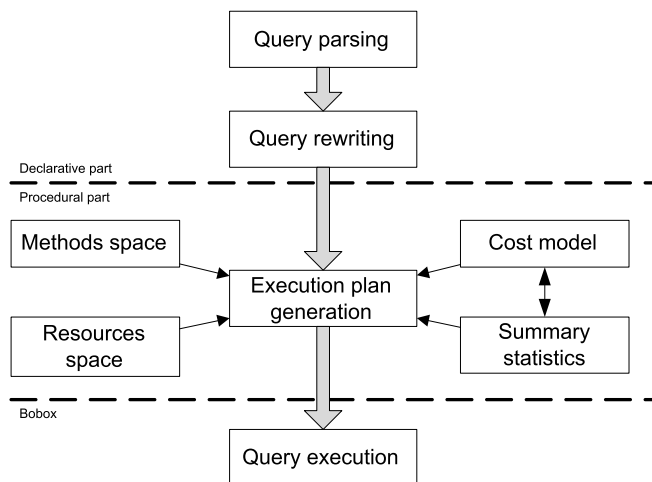 Query parsing
Query rewriting
Declarative part
Procedural part
Methods space
Cost model
Execution plan
generation
Resources
space
Summary
statistics
Bobox
Query execution